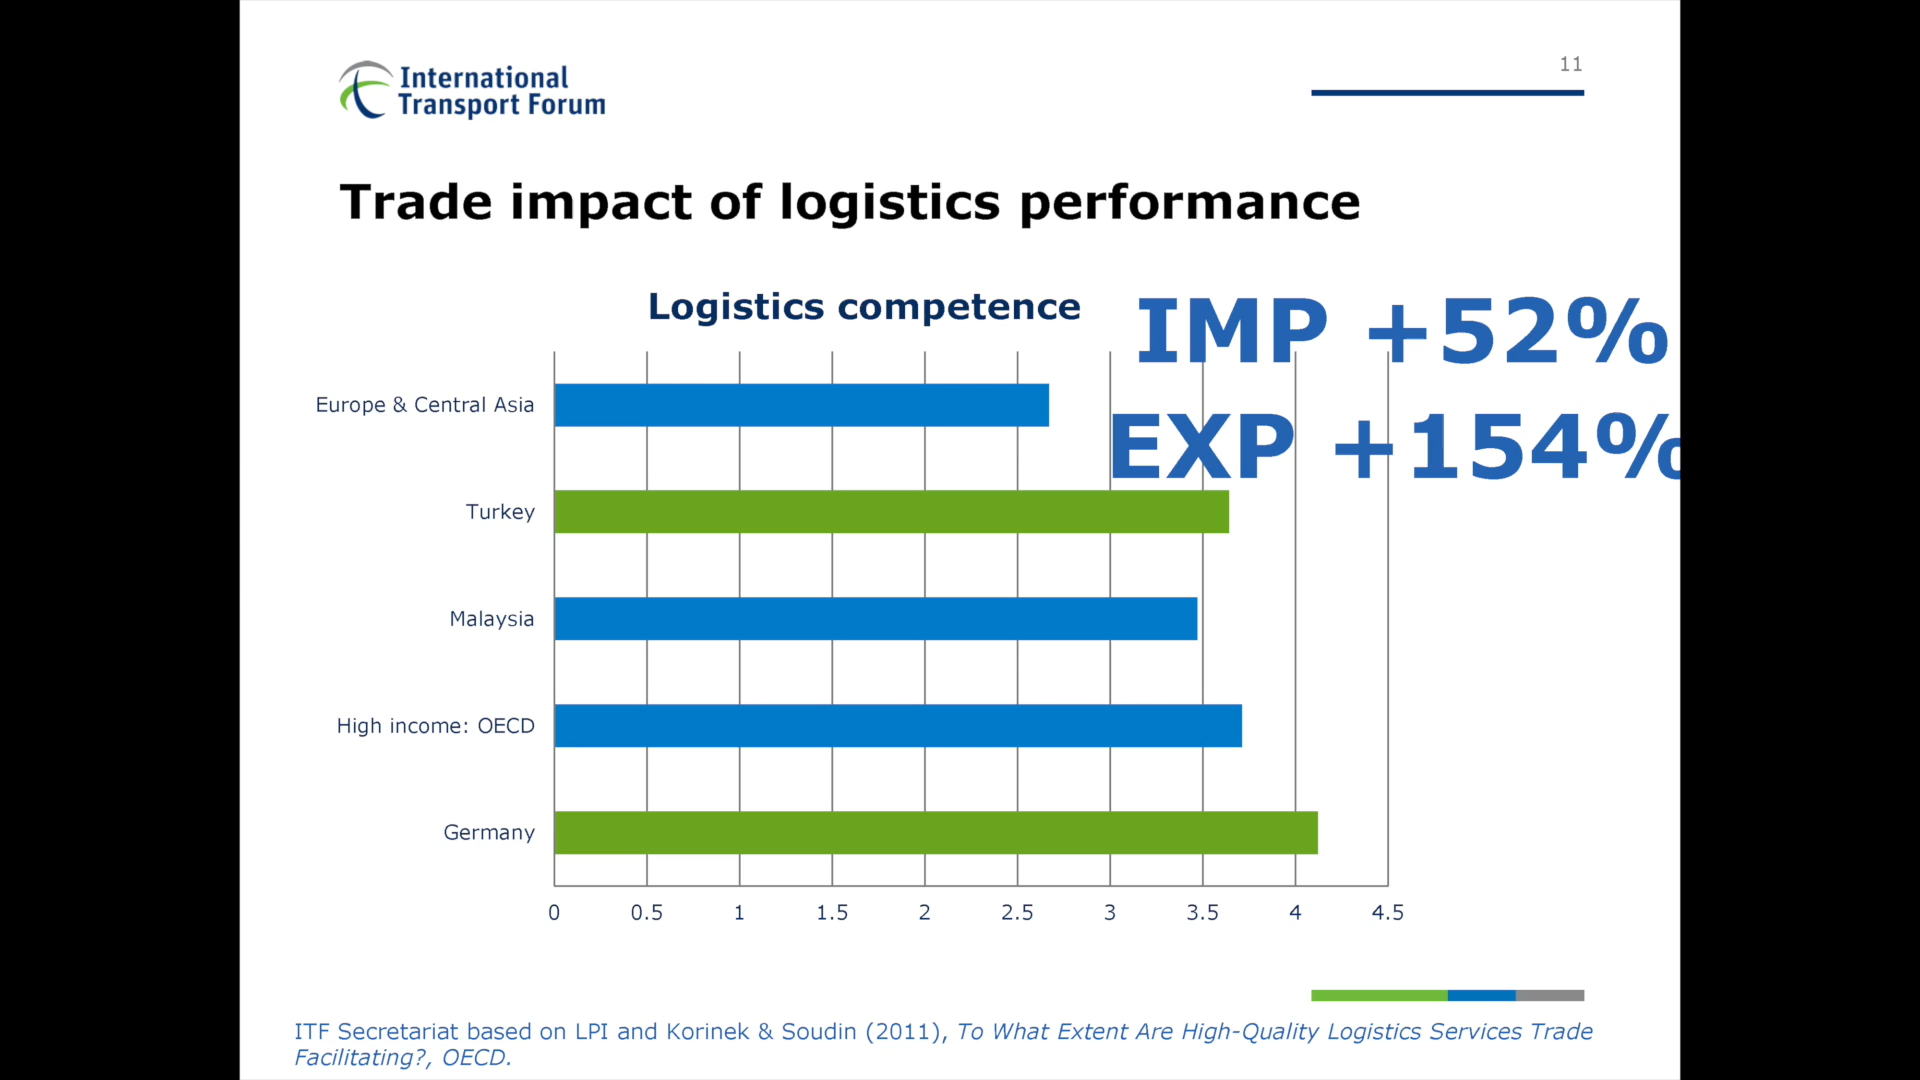 International
Transport Forum
11
Trade impact of logistics performance
Logistics competence
IMP +52%
EXP +154%
Europe & Central Asia
Turkey
Malaysia
High income: OECD
Germany
0 0.5 1 1.5 2 2.5 3 3.5 4 4.5
ITF Secretariat based on LPI and Korinek & Soudin (2011), To What Extent Are High-Quality Logistics Services Trade
Facilitating?, OECD.